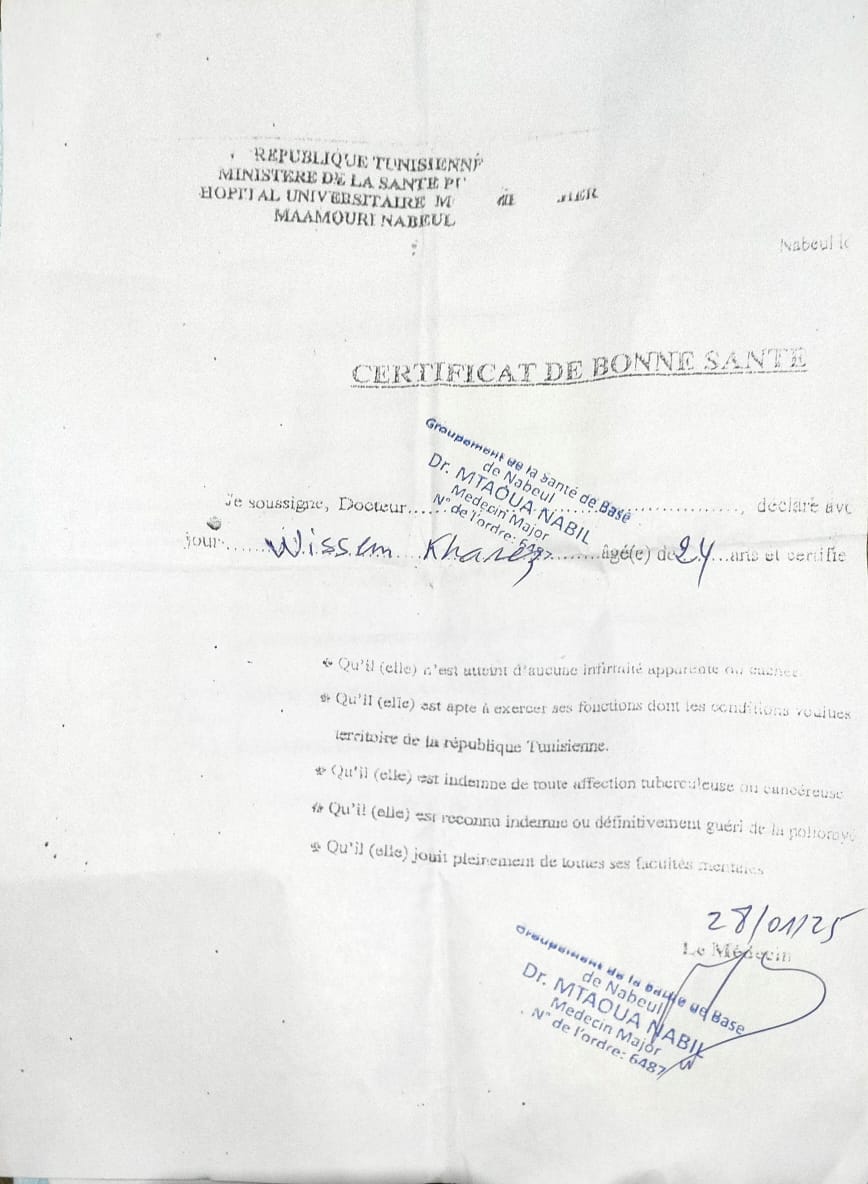 REPUBLIQUE TUNISIENNE
MINISTERE DE LA SANTE PU
HOPITAL UNIVERSITAIRE M
MAAMOURI NABEUL
Nabeul le
CERTIFICAT DE BONNE SANTE
Groupement de la Santé de Base
de Nabeul
Dr. MTAOUA NABIL
Medecin Major
N° de l'ordre: 6487
Je soussigne, Docteur....................., déclare avo
jour......Wissem...Kharez.........âgé(e) de 24...ans et certifie
* Qu'il (elle) n'est atteint d'aucune infirmité apparente ou cachée
* Qu'il (elle) est apte à exercer ses fonctions dont les conditions voulues
territoire de la république Tunisienne.
* Qu'il (elle) est indemne de toute affection tuberculeuse ou cancéreuse
* Qu'il (elle) est reconnu indemne ou définitivement guéri de la poliomyé
* Qu'il (elle) jouit pleinement de toutes ses facultés mentales
28/01/25
Le Médecin
Groupement de la Santé de Base
de Nabeul
Dr. MTAOUA NABIL
Medecin Major
N° de l'ordre: 6487